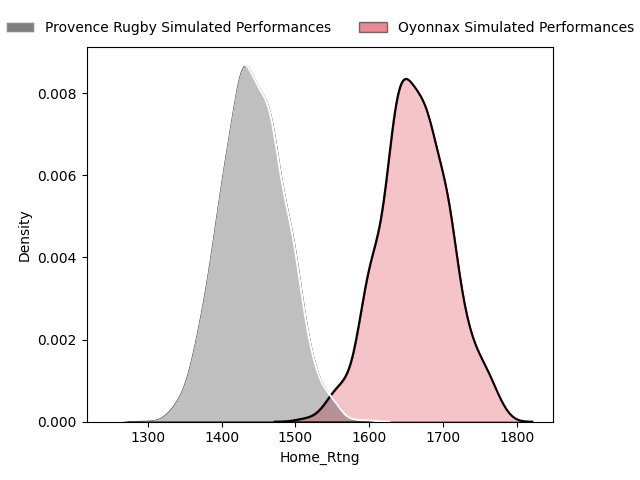 Provence Rugby Simulated Performances
Oyonnax Simulated Performances
0.008
0.006
0.004
0.002
0.000
Density
1300 1400 1500 1600 1700 1800
Home_Rtng